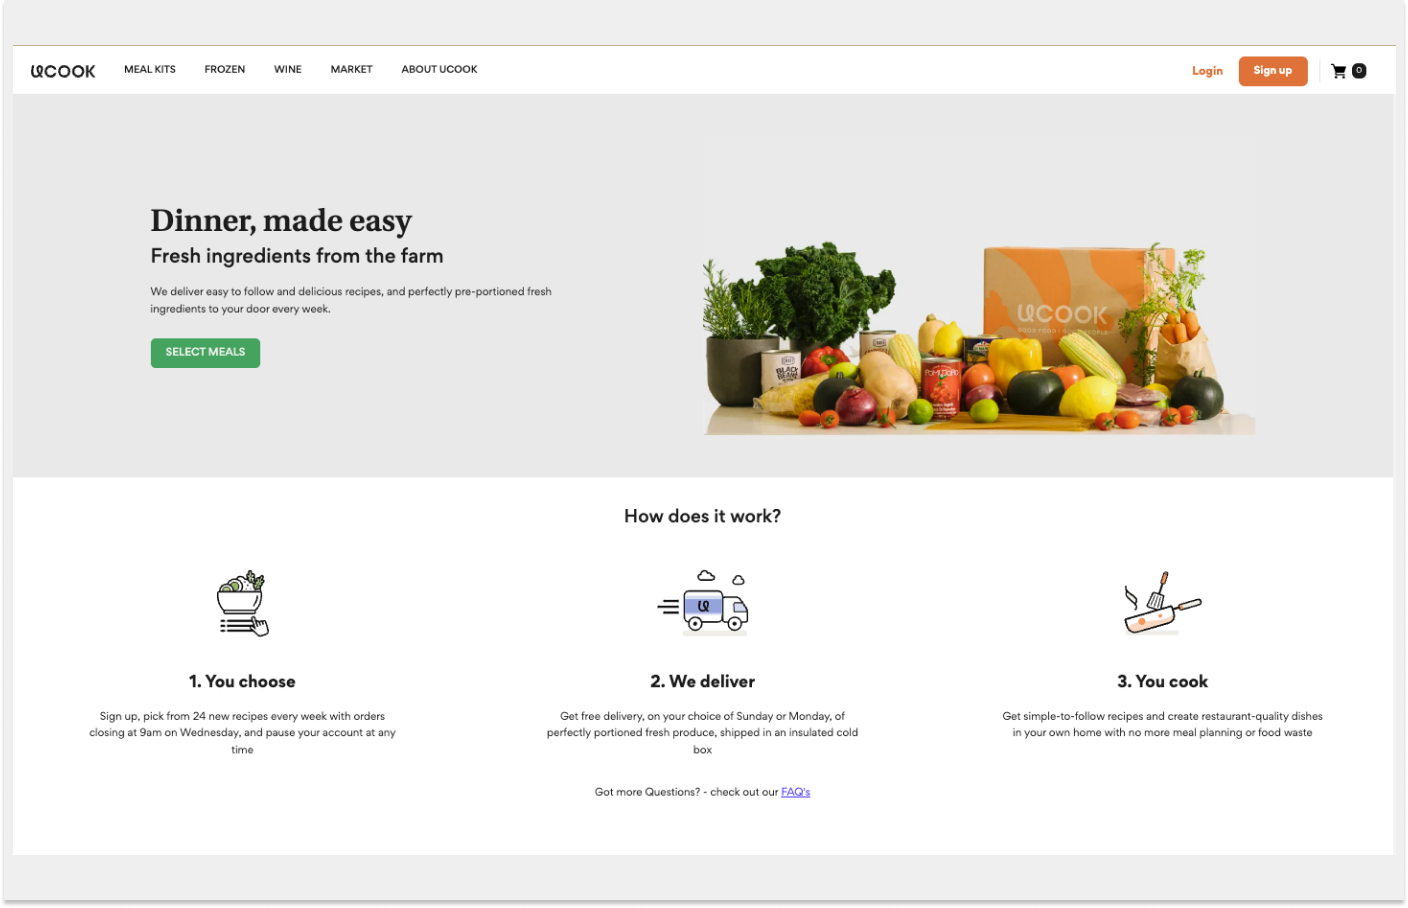 UCOOK
MEAL KITS
FROZEN
WINE
MARKET
ABOUT UCOOK
Login
Sign up
0
Dinner, made easy
Fresh ingredients from the farm
We deliver easy to follow and delicious recipes, and perfectly pre-portioned fresh
ingredients to your door every week.
SELECT MEALS
UCOOK
BLACK
BEANS
POMODORO
How does it work?
1. You choose
Sign up, pick from 24 new recipes every week with orders
closing at 9am on Wednesday, and pause your account at any
time
2. We deliver
Get free delivery, on your choice of Sunday or Monday, of
perfectly portioned fresh produce, shipped in an insulated cold
box
3. You cook
Get simple-to-follow recipes and create restaurant-quality dishes
in your own home with no more meal planning or food waste
Got more Questions? - check out our FAQ's